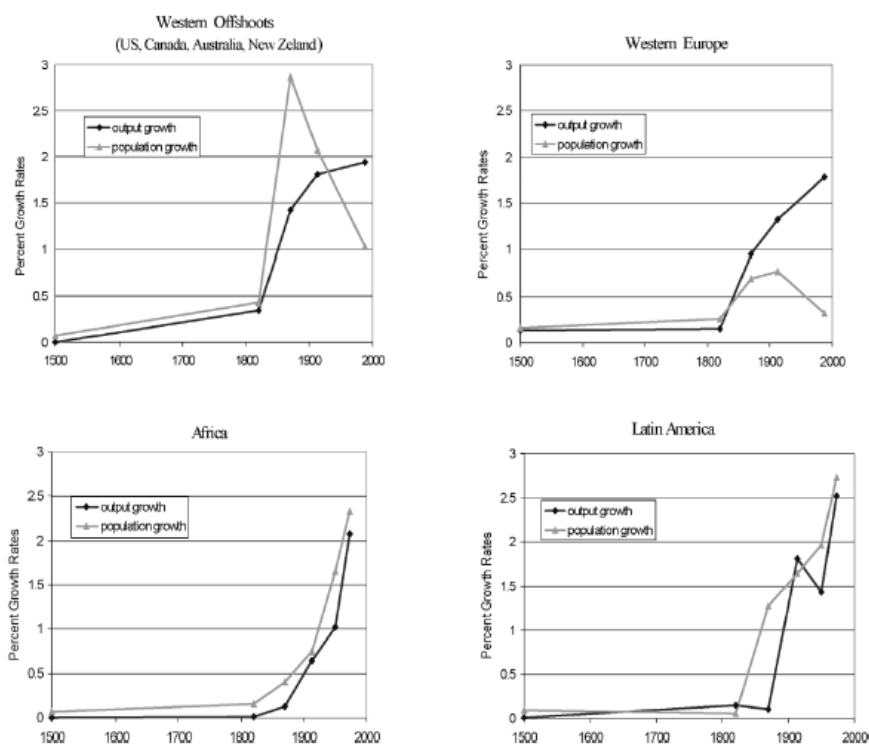 Western Offshoots
(US, Canada, Australia, New Zeland)
3
2.5
2
1.5
1
0.5
0
Percent Growth Rates
output growth
population growth
1500 1600 1700 1800 1900 2000
Western Europe
3
2.5
2
1.5
1
0.5
0
Percent Growth Rates
output growth
population growth
1500 1600 1700 1800 1900 2000
Africa
3
2.5
2
1.5
1
0.5
0
Percent Growth Rates
output growth
population growth
1500 1600 1700 1800 1900 2000
Latin America
3
2.5
2
1.5
1
0.5
0
Percent Growth Rates
output growth
population growth
1500 1600 1700 1800 1900 2000